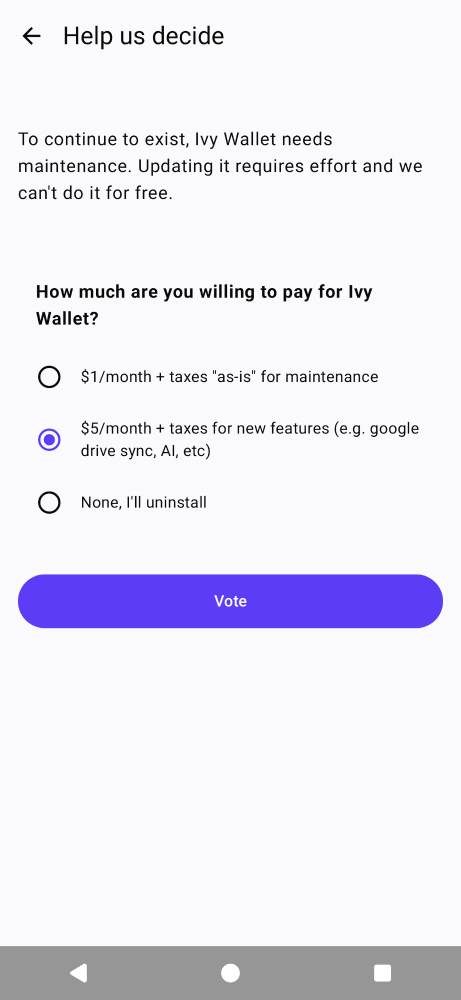 Help us decide
To continue to exist, Ivy Wallet needs
maintenance. Updating it requires effort and we
can't do it for free.
How much are you willing to pay for Ivy
Wallet?
$1/month + taxes "as-is" for maintenance
$5/month + taxes for new features (e.g. google
drive sync, AI, etc)
None, I'll uninstall
Vote